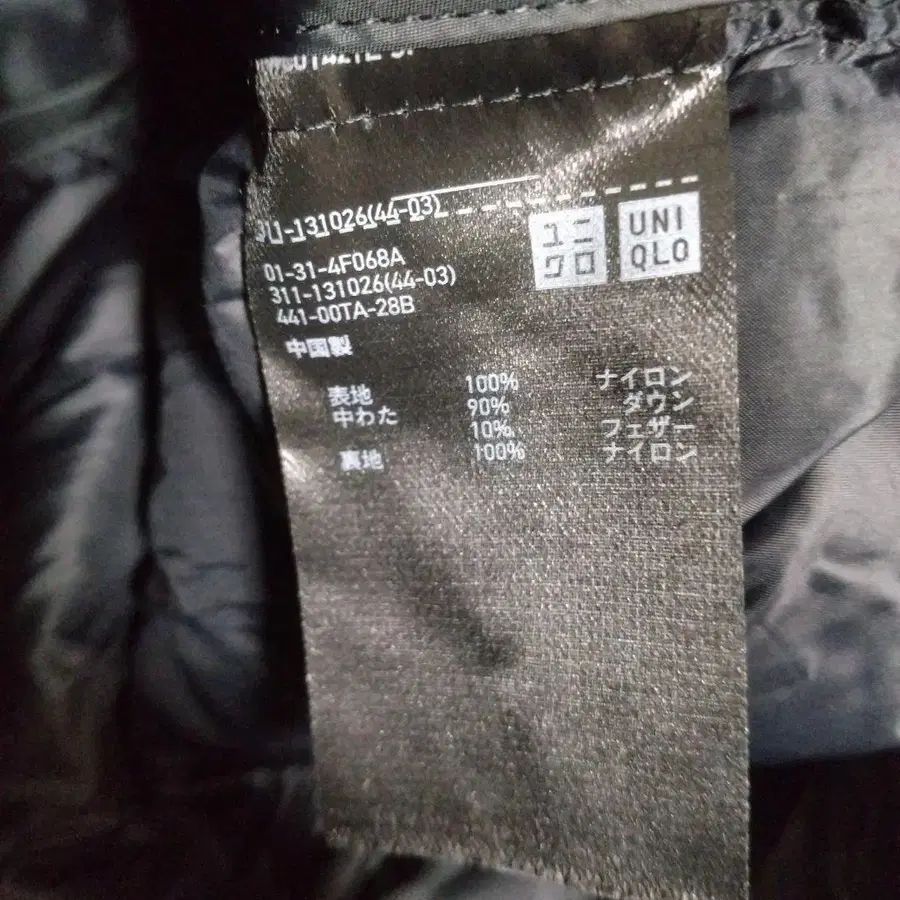 311-131026(44-03)
ユニ
クロ
UNI
QLO
01-31-4F068A
311-131026(44-03)
441-00TA-28B
中国製
表地 100% ナイロン
中わた 90% ダウン
10% フェザー
裏地 100% ナイロン